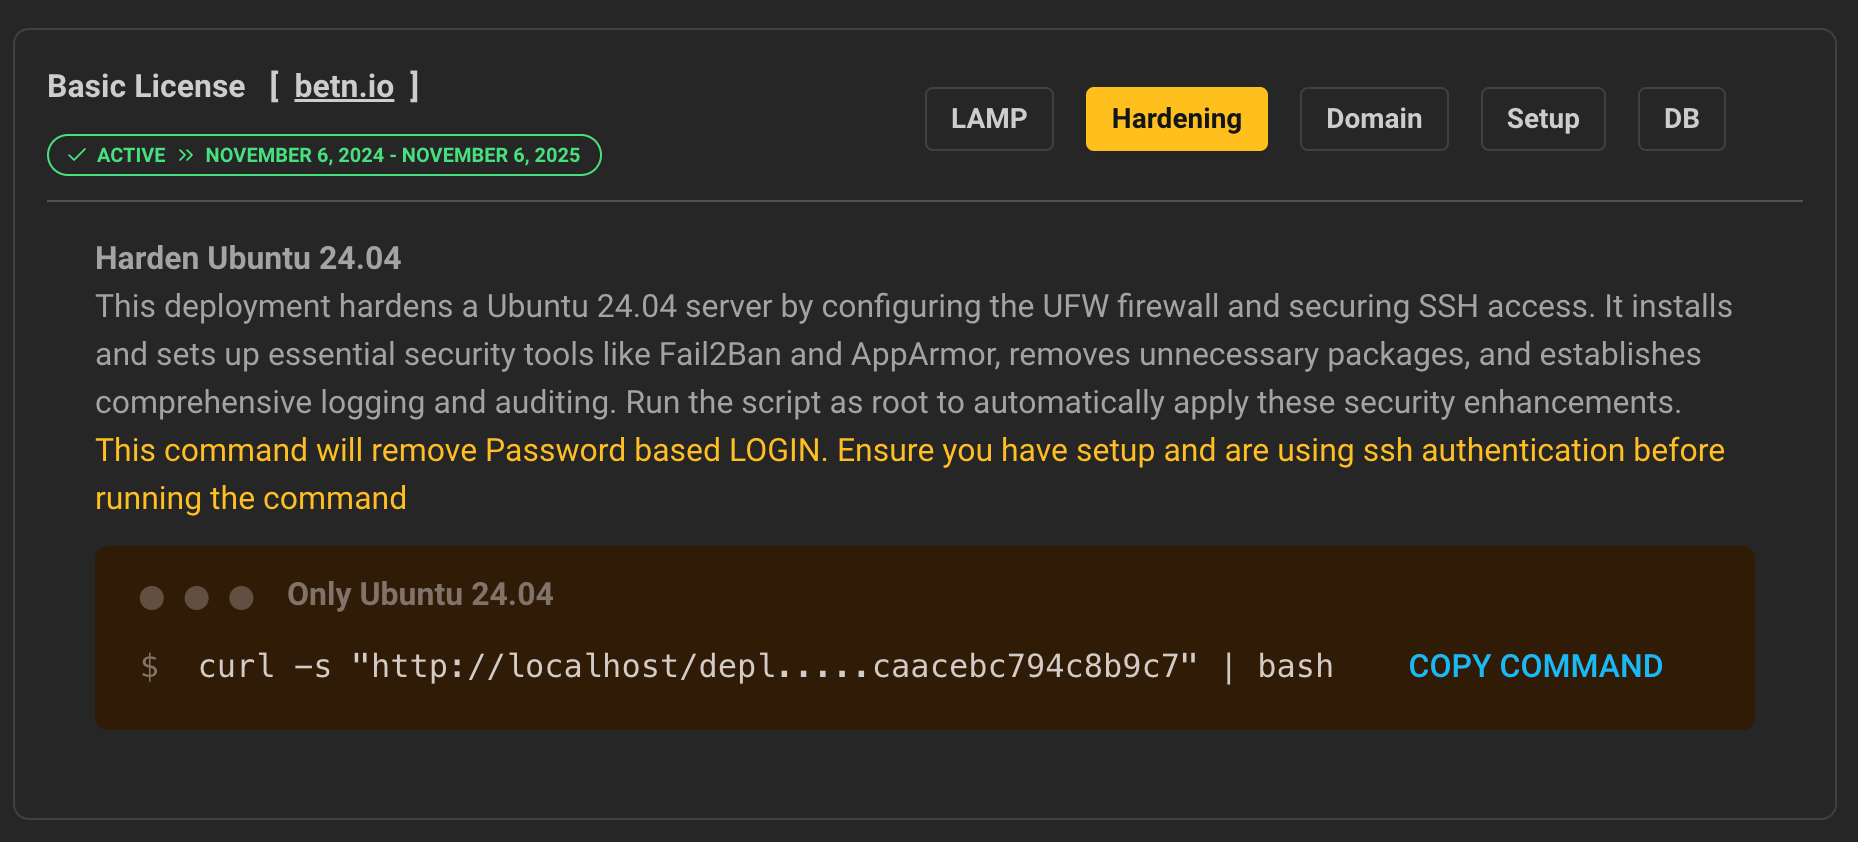 Basic License [ betn.io ]
LAMP
Hardening
Domain
Setup
DB
ACTIVE » NOVEMBER 6, 2024 - NOVEMBER 6, 2025
Harden Ubuntu 24.04
This deployment hardens a Ubuntu 24.04 server by configuring the UFW firewall and securing SSH access. It installs
and sets up essential security tools like Fail2Ban and AppArmor, removes unnecessary packages, and establishes
comprehensive logging and auditing. Run the script as root to automatically apply these security enhancements.
This command will remove Password based LOGIN. Ensure you have setup and are using ssh authentication before
running the command
Only Ubuntu 24.04
$ curl -s "http://localhost/depl.....caacebc794c8b9c7" | bash
COPY COMMAND